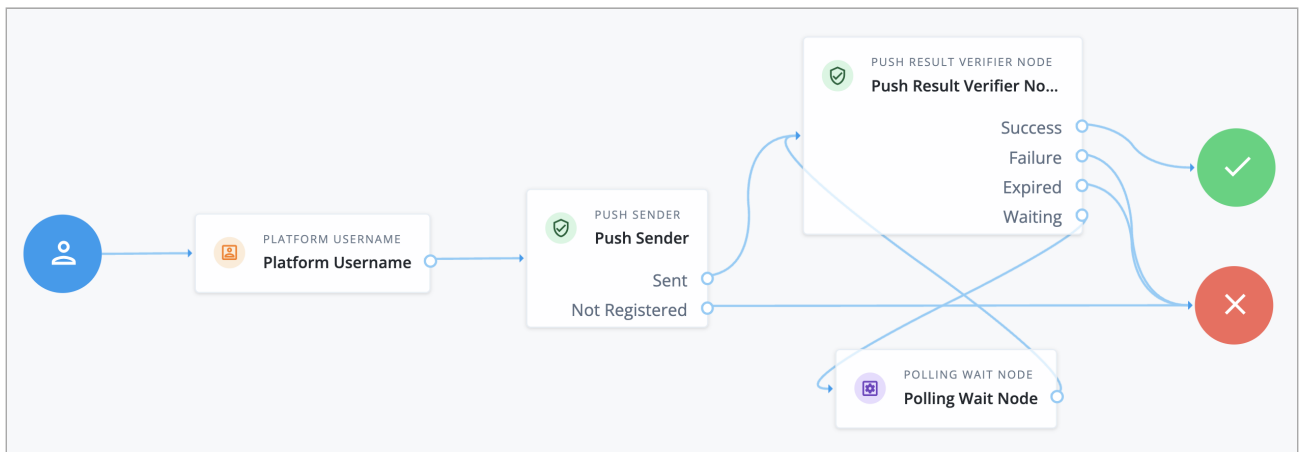 PLATFORM USERNAME
Platform Username
PUSH SENDER
Push Sender
Sent
Not Registered
PUSH RESULT VERIFIER NODE
Push Result Verifier No...
Success
Failure
Expired
Waiting
POLLING WAIT NODE
Polling Wait Node